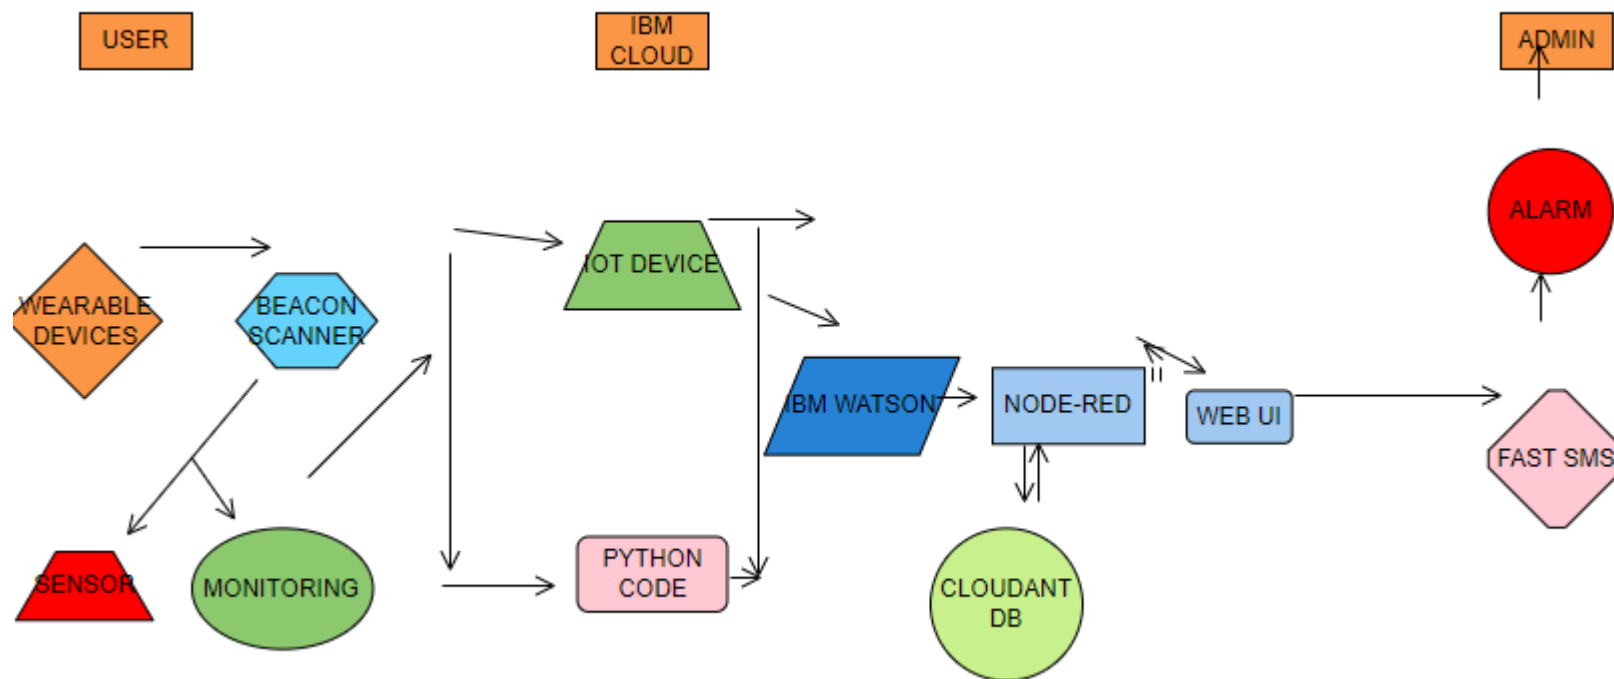 USER
IBM
CLOUD
ADMIN
ALARM
IOT DEVICE
WEARABLE
DEVICES
BEACON
SCANNER
IBM WATSON
NODE-RED
WEB UI
FAST SMS
SENSOR
MONITORING
PYTHON
CODE
CLOUDANT
DB